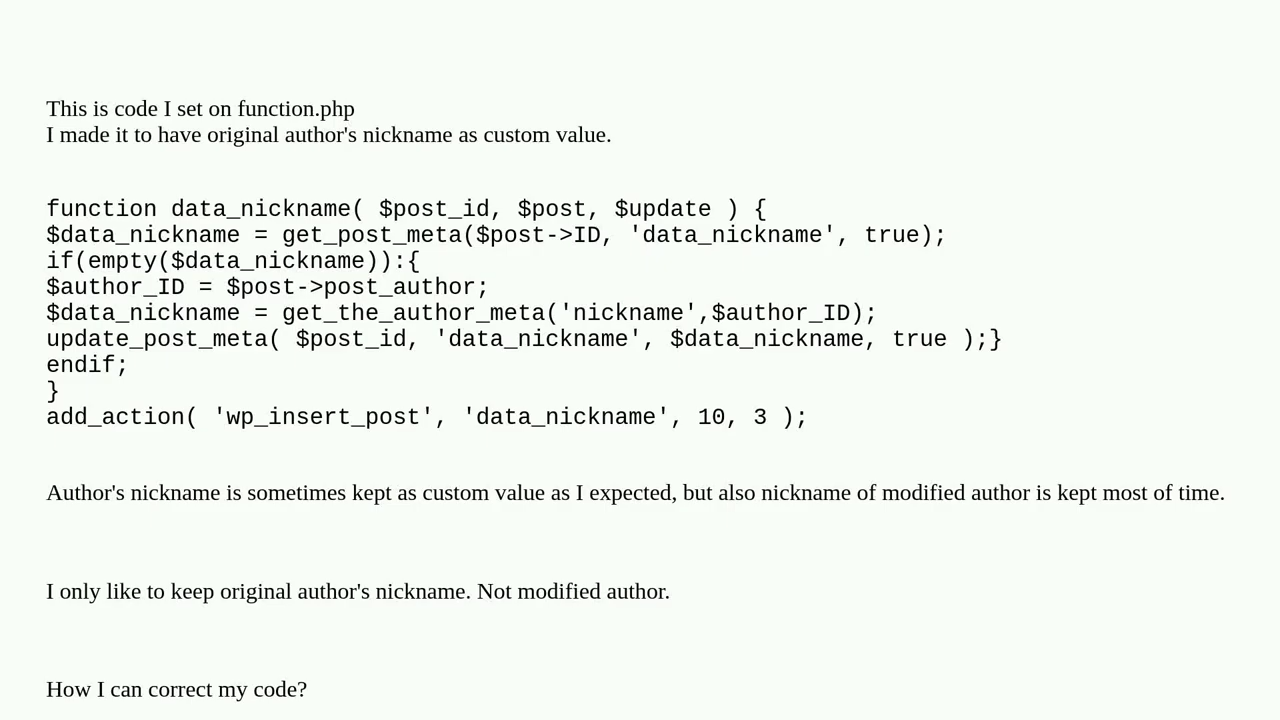 This is code I set on function.php
I made it to have original author's nickname as custom value.
function data_nickname( $post_id, $post, $update ) {
$data_nickname = get_post_meta($post->ID, 'data_nickname', true);
if(empty($data_nickname)):{
$author_ID = $post->post_author;
$data_nickname = get_the_author_meta('nickname',$author_ID);
update_post_meta( $post_id, 'data_nickname', $data_nickname, true );}
endif;
}
add_action( 'wp_insert_post', 'data_nickname', 10, 3 );
Author's nickname is sometimes kept as custom value as I expected, but also nickname of modified author is kept most of time.
I only like to keep original author's nickname. Not modified author.
How I can correct my code?